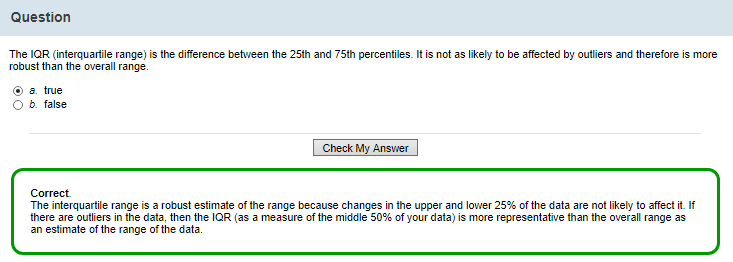 Question
The IQR (interquartile range) is the difference between the 25th and 75th percentiles. It is not as likely to be affected by outliers and therefore is more
robust than the overall range.
a. true
b. false
Check My Answer
Correct.
The interquartile range is a robust estimate of the range because changes in the upper and lower 25% of the data are not likely to affect it. If
there are outliers in the data, then the IQR (as a measure of the middle 50% of your data) is more representative than the overall range as
an estimate of the range of the data.